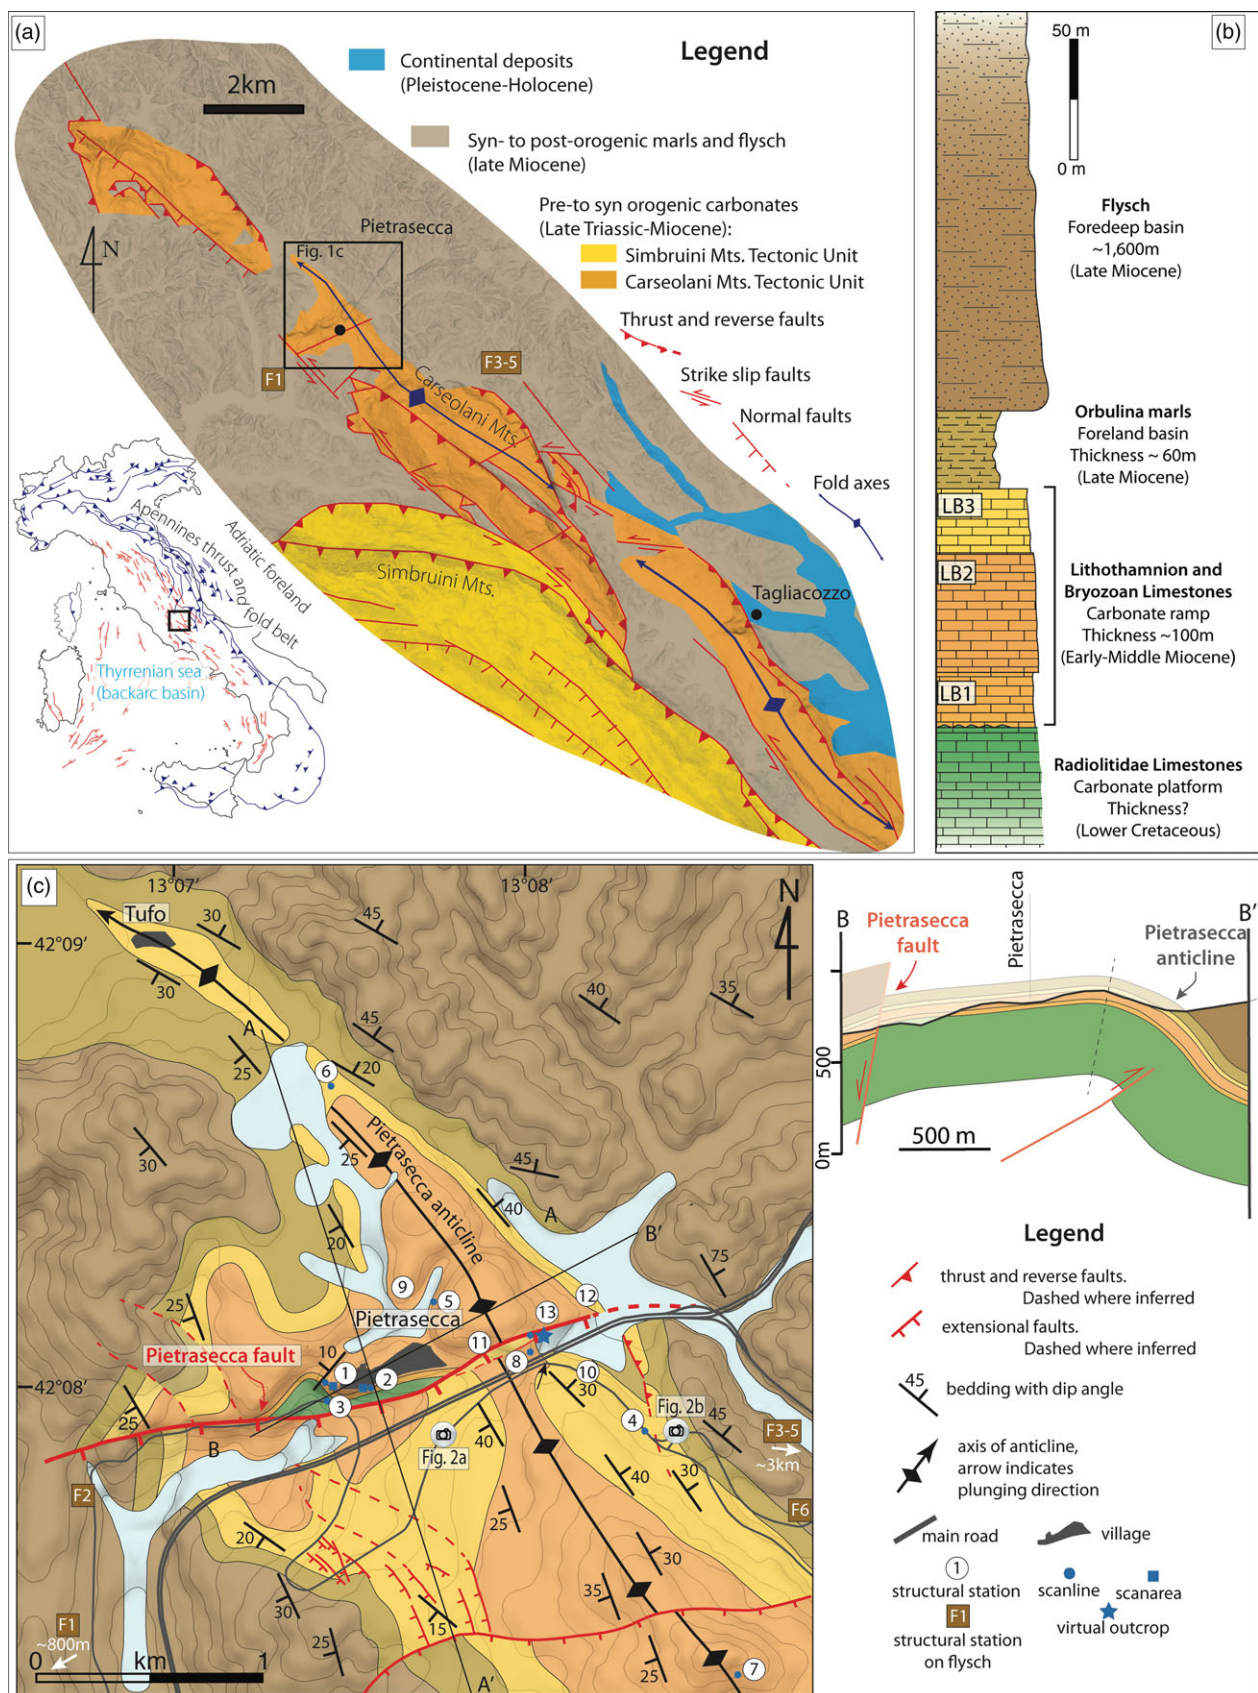 (a)
Legend
Continental deposits
(Pleistocene-Holocene)
2km
Syn- to post-orogenic marls and flysch
(late Miocene)
Pre-to syn orogenic carbonates
(Late Triassic-Miocene):
Simbruini Mts. Tectonic Unit
Carseolani Mts. Tectonic Unit
Thrust and reverse faults
Strike slip faults
Normal faults
Fold axes
N
Pietrasecca
Fig. 1c
F1
F3-5
Carseolani Mts.
Simbruini Mts.
Tagliacozzo
Apennines thrust and fold belt
Adriatic foreland
Thyrrenian sea
(backarc basin)
(b)
50 m
0 m
Flysch
Foredeep basin
~1,600m
(Late Miocene)
Orbulina marls
Foreland basin
Thickness ~ 60m
(Late Miocene)
LB3
LB2
LB1
Lithothamnion and
Bryozoan Limestones
Carbonate ramp
Thickness ~100m
(Early-Middle Miocene)
Radiolitidae Limestones
Carbonate platform
Thickness?
(Lower Cretaceous)
(c)
13°07'
13°08'
42°09'
42°08'
N
Tufo
30
45
30
40
35
A
25
45
20
6
30
25
Pietrasecca anticline
45
40
A
20
B'
75
9
5
Pietrasecca
12
13
25
11
Pietrasecca fault
10
1
2
8
3
10
30
25
B
Fig. 2a
40
4
Fig. 2b
45
F3-5
~3km
F2
40
30
F6
25
20
30
30
35
15
25
25
7
F1
~800m
0
km
1
A'
B
Pietrasecca
fault
Pietrasecca
Pietrasecca
anticline
B'
500
0m
500 m
Legend
thrust and reverse faults.
Dashed where inferred
extensional faults.
Dashed where inferred
45
bedding with dip angle
axis of anticline,
arrow indicates
plunging direction
main road
village
1
structural station
scanline
scanarea
F1
structural station
on flysch
virtual outcrop